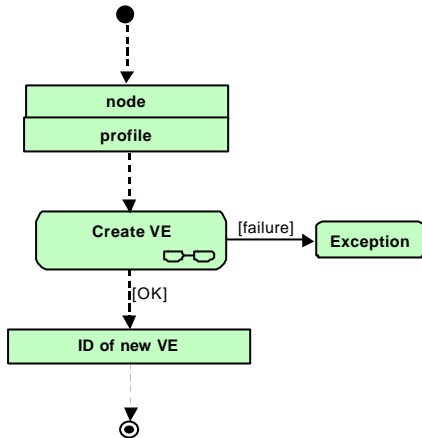 node
profile
Create VE
[failure]
Exception
[OK]
ID of new VE